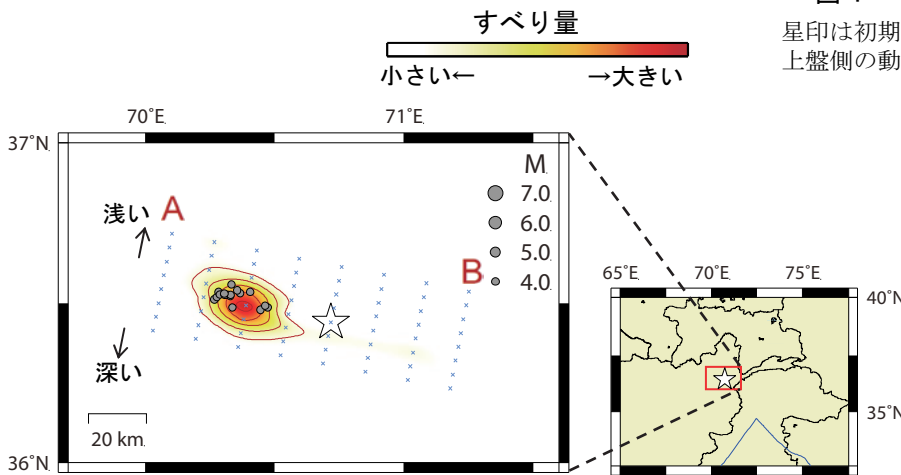 すべり量
小さい←
→大きい
星印は初期
上盤側の動
70°E.
71°E.
37°N.
36°N.
浅い
A
深い
B
M.
7.0.
6.0.
5.0.
4.0.
20 km.
65°E.
70°E.
75°E.
40°N
35°N